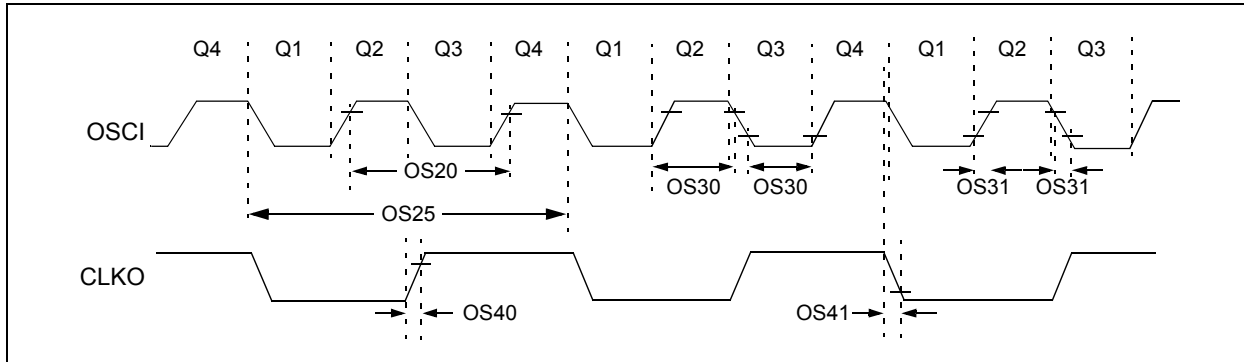 Q4 Q1 Q2 Q3 Q4 Q1 Q2 Q3 Q4 Q1 Q2 Q3
OSCI
OS20 OS30 OS30 OS31 OS31
OS25
CLKO
OS40 OS41